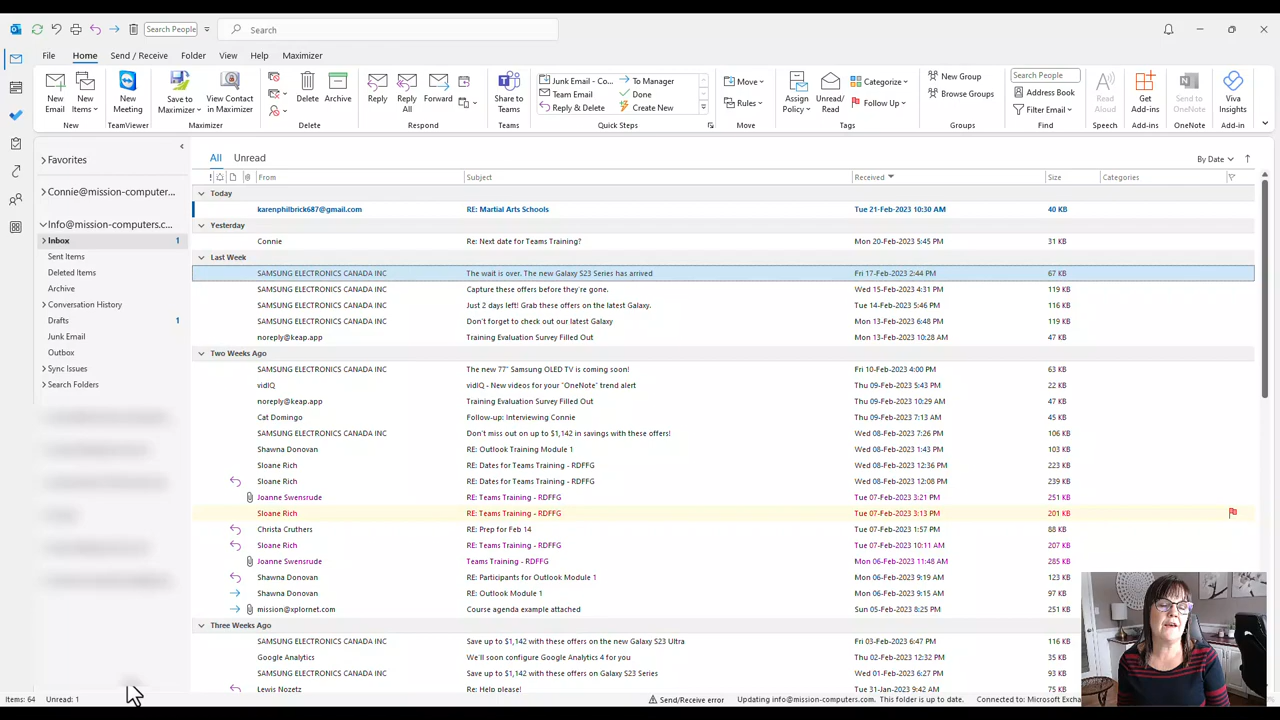 Search People
Search
File Home Send / Receive Folder View Help Maximizer
New Email
New Items
New Meeting
Save to Maximizer
View Contact in Maximizer
Delete
Archive
Reply
Reply All
Forward
Share to Teams
Junk Email - Co...
Team Email
Reply & Delete
To Manager
Done
Create New
Move
Rules
Assign Policy
Unread/ Read
Categorize
Follow Up
New Group
Browse Groups
Search People
Address Book
Filter Email
Read Aloud
Get Add-ins
Send to OneNote
Viva Insights
New TeamViewer Maximizer Delete Respond Teams Quick Steps Move Tags Groups Find Speech Add-ins OneNote Add-in
Favorites
Connie@mission-computer...
Info@mission-computers.c...
Inbox 1
Sent Items
Deleted Items
Archive
Conversation History
Drafts 1
Junk Email
Outbox
Sync Issues
Search Folders
All Unread By Date
! From Subject Received Size Categories
Today
karenphilbrick687@gmail.com RE: Martial Arts Schools Tue 21-Feb-2023 10:30 AM 40 KB
Yesterday
Connie Re: Next date for Teams Training? Mon 20-Feb-2023 5:45 PM 31 KB
Last Week
SAMSUNG ELECTRONICS CANADA INC The wait is over. The new Galaxy S23 Series has arrived Fri 17-Feb-2023 2:44 PM 67 KB
SAMSUNG ELECTRONICS CANADA INC Capture these offers before they're gone. Wed 15-Feb-2023 4:31 PM 119 KB
SAMSUNG ELECTRONICS CANADA INC Just 2 days left! Grab these offers on the latest Galaxy. Tue 14-Feb-2023 5:46 PM 116 KB
SAMSUNG ELECTRONICS CANADA INC Don't forget to check out our latest Galaxy Mon 13-Feb-2023 6:48 PM 119 KB
noreply@keap.app Training Evaluation Survey Filled Out Mon 13-Feb-2023 10:28 AM 47 KB
Two Weeks Ago
SAMSUNG ELECTRONICS CANADA INC The new 77" Samsung OLED TV is coming soon! Fri 10-Feb-2023 4:00 PM 63 KB
vidIQ vidIQ - New videos for your "OneNote" trend alert Thu 09-Feb-2023 5:43 PM 22 KB
noreply@keap.app Training Evaluation Survey Filled Out Thu 09-Feb-2023 10:29 AM 47 KB
Cat Domingo Follow-up: Interviewing Connie Thu 09-Feb-2023 7:13 AM 45 KB
SAMSUNG ELECTRONICS CANADA INC Don't miss out on up to $1,142 in savings with these offers! Wed 08-Feb-2023 7:26 PM 106 KB
Shawna Donovan RE: Outlook Training Module 1 Wed 08-Feb-2023 1:43 PM 103 KB
Sloane Rich RE: Dates for Teams Training - RDFFG Wed 08-Feb-2023 12:36 PM 223 KB
Sloane Rich RE: Dates for Teams Training - RDFFG Wed 08-Feb-2023 12:08 PM 239 KB
Joanne Swensrude RE: Teams Training - RDFFG Tue 07-Feb-2023 3:21 PM 251 KB
Sloane Rich RE: Teams Training - RDFFG Tue 07-Feb-2023 3:13 PM 201 KB
Christa Cruthers RE: Prep for Feb 14 Tue 07-Feb-2023 1:57 PM 88 KB
Sloane Rich RE: Teams Training - RDFFG Tue 07-Feb-2023 10:11 AM 207 KB
Joanne Swensrude Teams Training - RDFFG Mon 06-Feb-2023 11:48 AM 285 KB
Shawna Donovan RE: Participants for Outlook Module 1 Mon 06-Feb-2023 9:19 AM 123 KB
Shawna Donovan RE: Outlook Module 1 Mon 06-Feb-2023 9:15 AM 97 KB
mission@xplornet.com Course agenda example attached Sun 05-Feb-2023 8:25 PM 251 KB
Three Weeks Ago
SAMSUNG ELECTRONICS CANADA INC Save up to $1,142 with these offers on the new Galaxy S23 Ultra Fri 03-Feb-2023 6:47 PM 116 KB
Google Analytics We'll soon configure Google Analytics 4 for you Thu 02-Feb-2023 12:32 PM 35 KB
SAMSUNG ELECTRONICS CANADA INC Save up to $1,142 with these offers on Galaxy S23 Series Wed 01-Feb-2023 6:27 PM 93 KB
Lewis Nozetz Re: Help please! Tue 31-Jan-2023 9:42 AM
Items: 64 Unread: 1 Send/Receive error Updating info@mission-computers.com. This folder is up to date. Connected to: Microsoft Excha